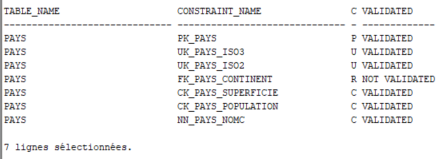 TABLE_NAME CONSTRAINT_NAME C VALIDATED
------------------------------ ------------------------------ - -------------
PAYS PK_PAYS P VALIDATED
PAYS UK_PAYS_ISO3 U VALIDATED
PAYS UK_PAYS_ISO2 U VALIDATED
PAYS FK_PAYS_CONTINENT R NOT VALIDATED
PAYS CK_PAYS_SUPERFICIE C VALIDATED
PAYS CK_PAYS_POPULATION C VALIDATED
PAYS NN_PAYS_NOMC C VALIDATED
7 lignes sélectionnées.